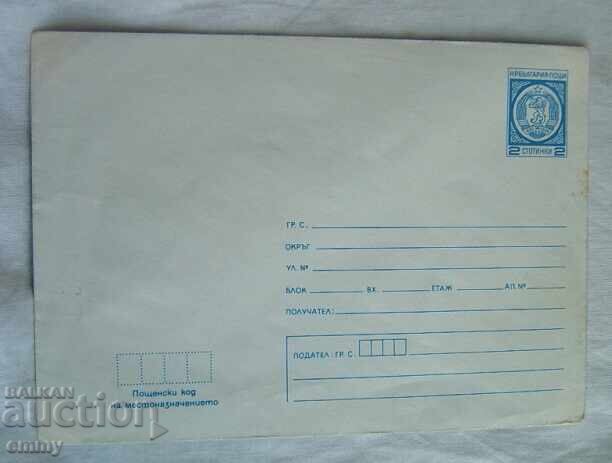 НР БЪЛГАРИЯ·ПОЩИ
2 СТОТИНКИ 2
ГР. С.
ОКРЪГ
УЛ. №
БЛОК ВХ. ЕТАЖ АП. №
ПОЛУЧАТЕЛ:
ПОДАТЕЛ: ГР. С.
Пощенски код
на местоназначението
BALKAN
auction
emmy